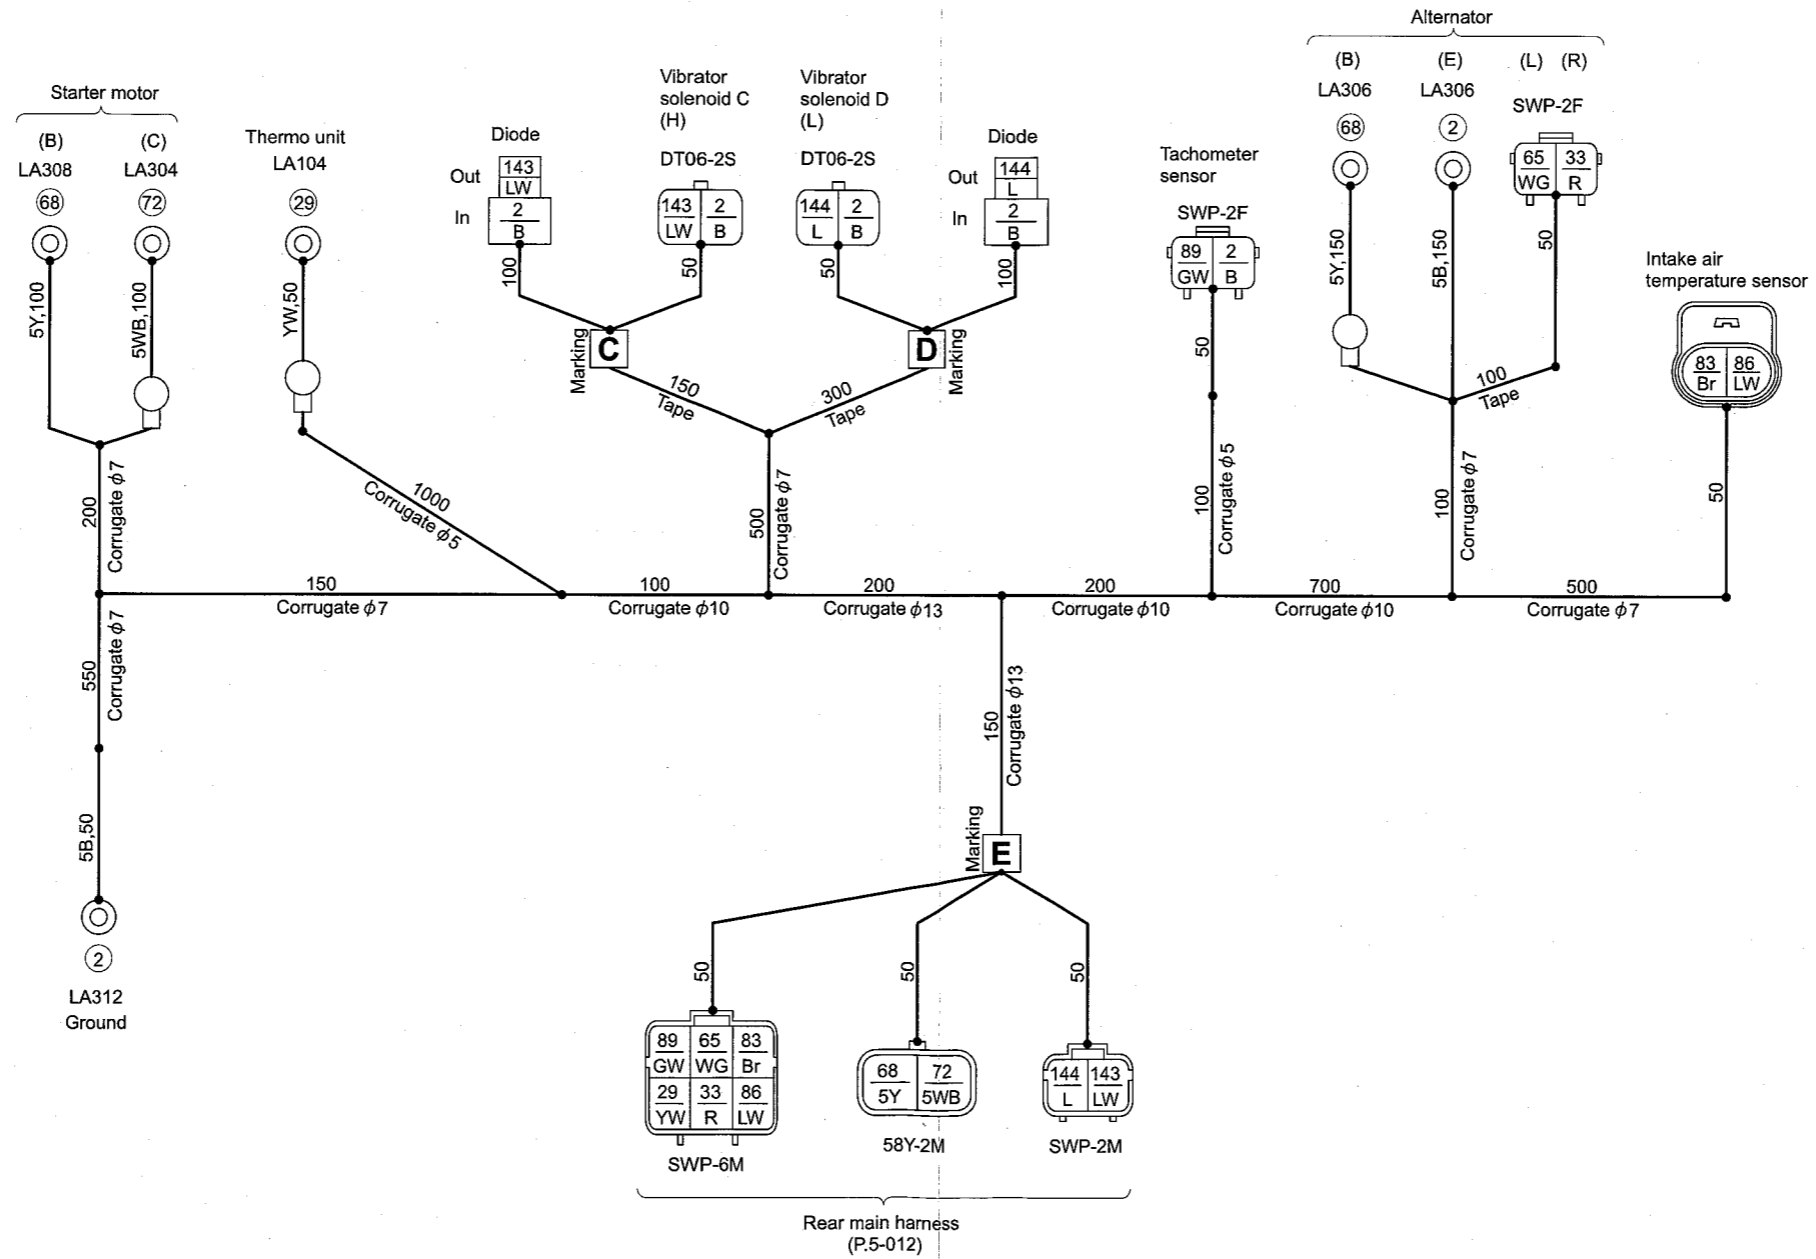 Alternator
Starter motor
(B)
(C)
LA308
LA304
68
72
5Y,100
5WB,100
Thermo unit
LA104
29
YW,50
Diode
Out
143
LW
In
2
B
100
Vibrator
solenoid C
(H)
DT06-2S
143
LW
2
B
50
Vibrator
solenoid D
(L)
DT06-2S
144
L
2
B
50
Diode
Out
144
L
In
2
B
100
Marking
C
D
Marking
150
Tape
300
Tape
Tachometer
sensor
SWP-2F
89
GW
2
B
50
(B)
(E)
(L)
(R)
LA306
LA306
SWP-2F
68
2
65
WG
33
R
5Y,150
5B,150
50
100
Tape
Intake air
temperature sensor
83
Br
86
LW
50
200
Corrugate φ7
1000
Corrugate φ5
500
Corrugate φ7
100
Corrugate φ5
100
Corrugate φ7
150
Corrugate φ7
100
Corrugate φ10
200
Corrugate φ13
200
Corrugate φ10
700
Corrugate φ10
500
Corrugate φ7
550
Corrugate φ7
5B,50
2
LA312
Ground
150
Corrugate φ13
Marking
E
50
50
50
89
GW
65
WG
83
Br
29
YW
33
R
86
LW
SWP-6M
68
5Y
72
5WB
58Y-2M
144
L
143
LW
SWP-2M
Rear main harness
(P.5-012)